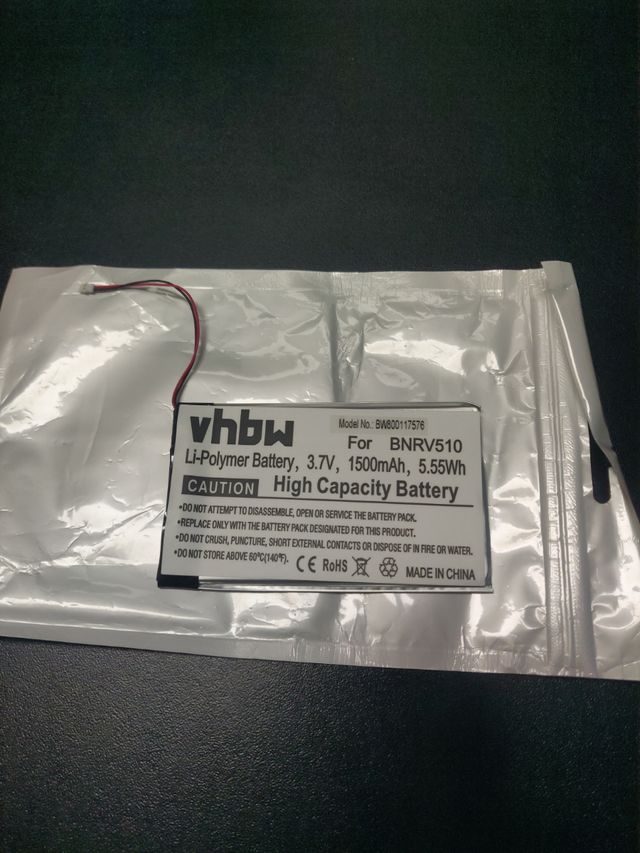 vhbw
Model No.: BW800117576
For BNRV510
Li-Polymer Battery, 3.7V, 1500mAh, 5.55Wh
CAUTION High Capacity Battery
•DO NOT ATTEMPT TO DISASSEMBLE, OPEN OR SERVICE THE BATTERY PACK.
•REPLACE ONLY WITH THE BATTERY PACK DESIGNATED FOR THIS PRODUCT.
•DO NOT CRUSH, PUNCTURE, SHORT EXTERNAL CONTACTS OR DISPOSE OF IN FIRE OR WATER.
•DO NOT STORE ABOVE 60ºC(140ºF). CE RoHS MADE IN CHINA